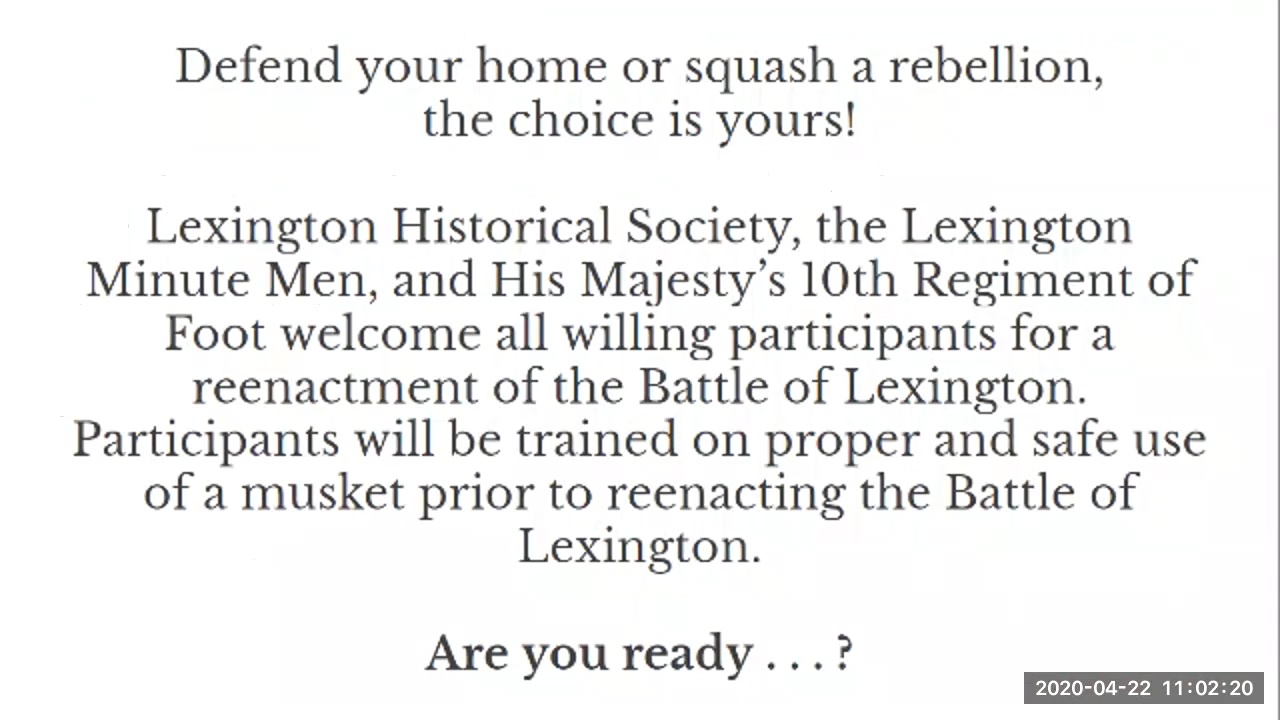 Defend your home or squash a rebellion,
the choice is yours!
Lexington Historical Society, the Lexington
Minute Men, and His Majesty’s 10th Regiment of
Foot welcome all willing participants for a
reenactment of the Battle of Lexington.
Participants will be trained on proper and safe use
of a musket prior to reenacting the Battle of
Lexington.
Are you ready . . . ?
2020-04-22 11:02:20